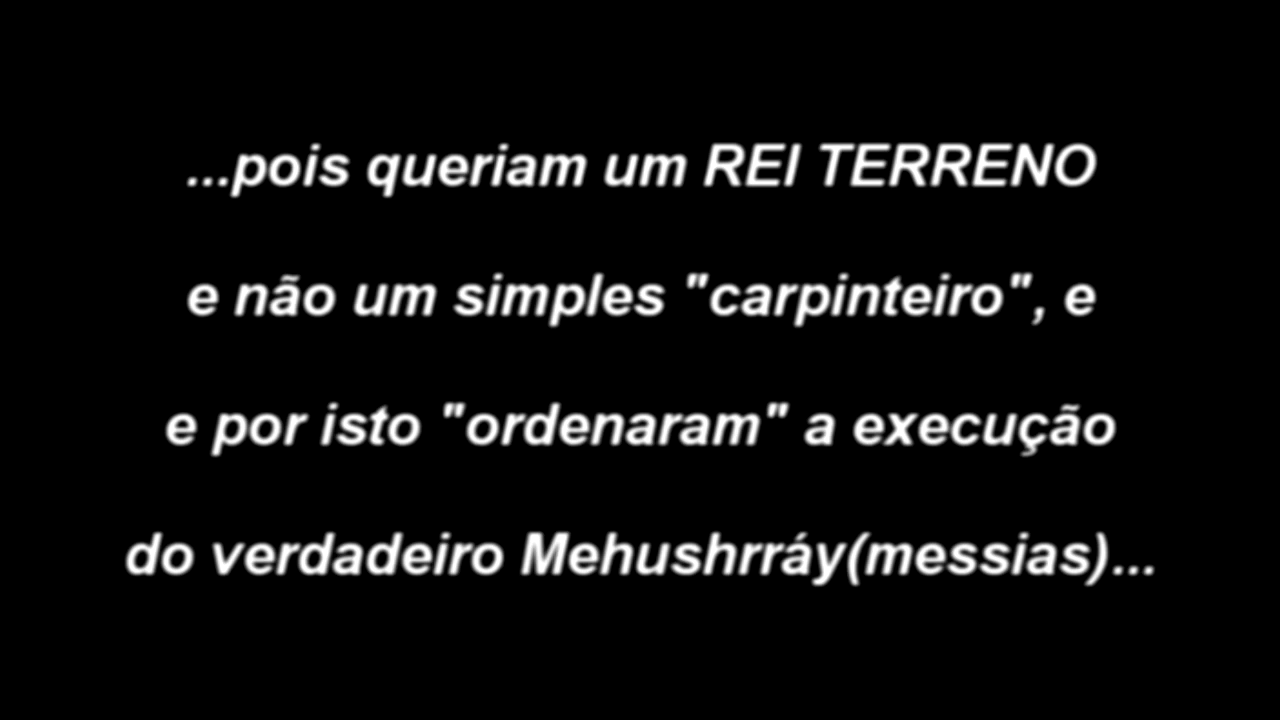 ...pois queriam um REI TERRENO
e não um simples "carpinteiro", e
e por isto "ordenaram" a execução
do verdadeiro Mehushrráy(messias)...